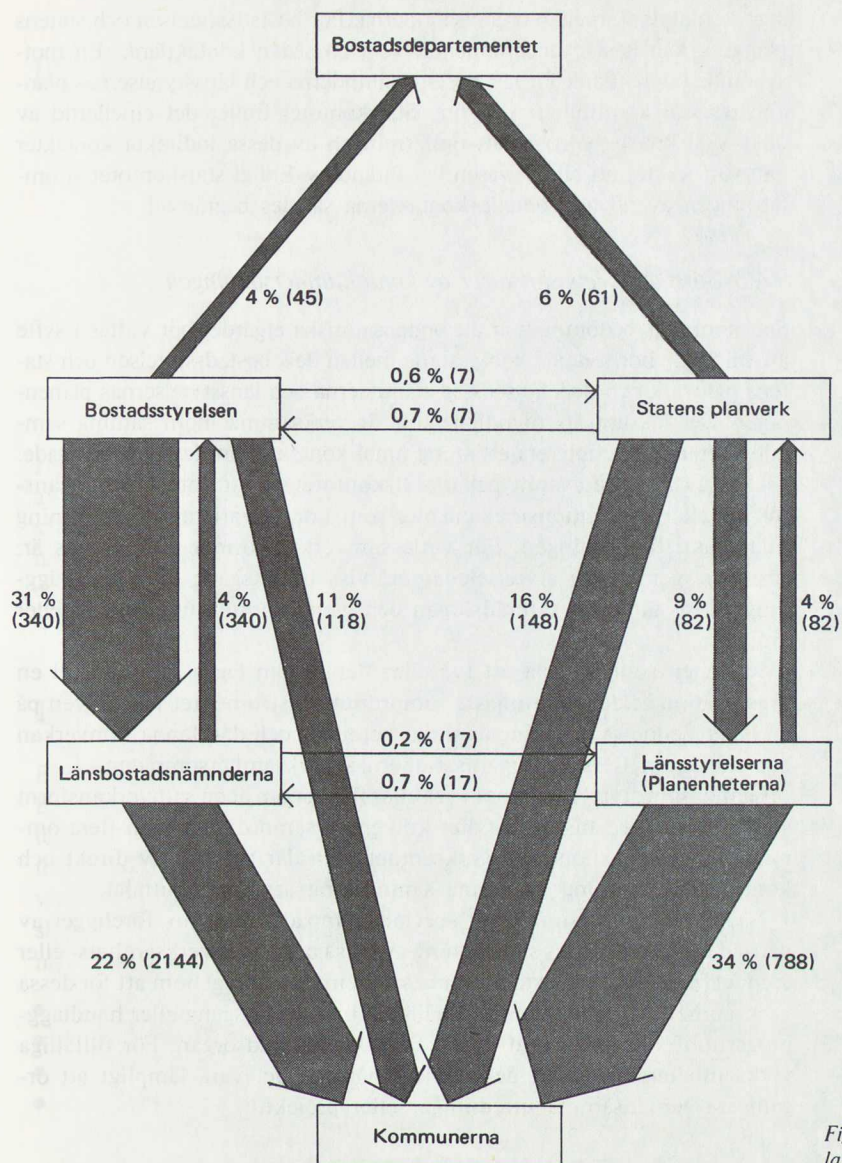 Bostadsdepartementet
4 % (45)
6 % (61)
0,6 % (7)
Bostadsstyrelsen
Statens planverk
0,7 % (7)
31 %
(340)
4 %
(340)
11 %
(118)
16 %
(148)
9 %
(82)
4 %
(82)
0,2 % (17)
Länsbostadsnämnderna
Länsstyrelserna
(Planenheterna)
0,7 % (17)
22 % (2144)
34 % (788)
Kommunerna